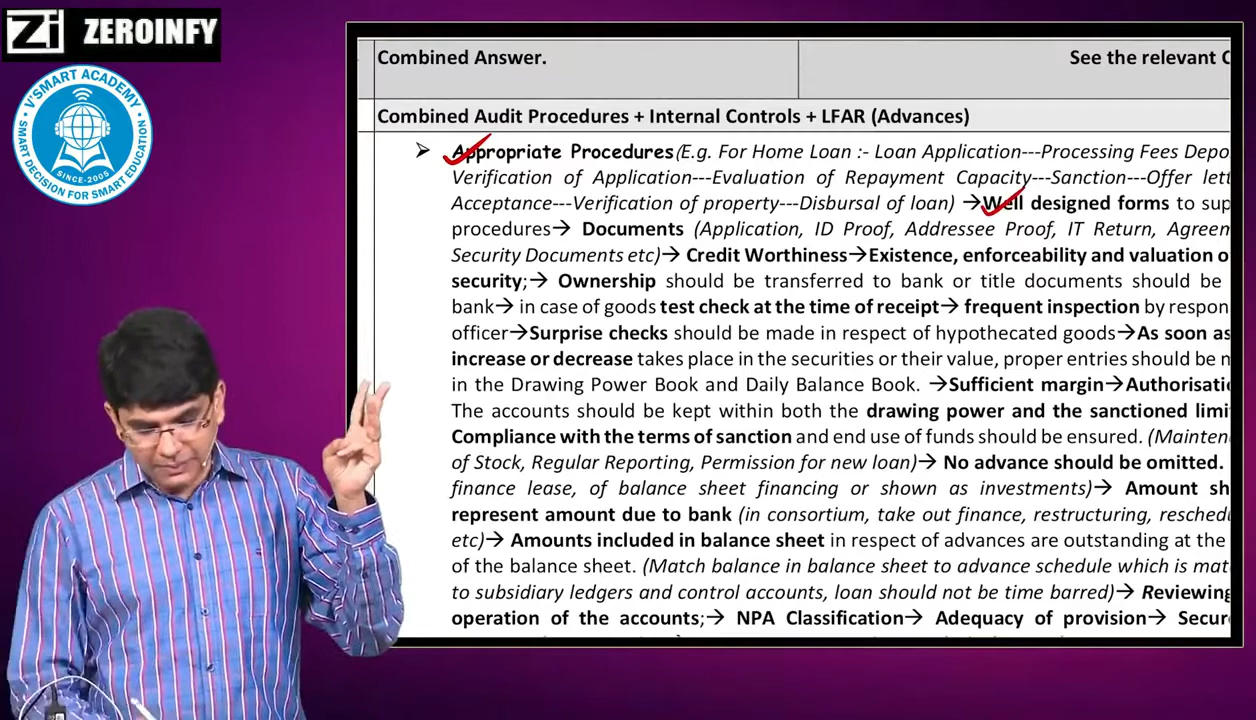 Zi ZEROINFY
V'SMART ACADEMY
SINCE-2005
SMART DECISION FOR SMART EDUCATION
Combined Answer.
See the relevant
Combined Audit Procedures + Internal Controls + LFAR (Advances)
➢ Appropriate Procedures (E.g. For Home Loan :- Loan Application---Processing Fees Depo
Verification of Application---Evaluation of Repayment Capacity---Sanction---Offer lett
Acceptance---Verification of property---Disbursal of loan) →Well designed forms to sup
procedures→ Documents (Application, ID Proof, Addressee Proof, IT Return, Agreem
Security Documents etc)→ Credit Worthiness→Existence, enforceability and valuation o
security;→ Ownership should be transferred to bank or title documents should be
bank→ in case of goods test check at the time of receipt→ frequent inspection by respon
officer→Surprise checks should be made in respect of hypothecated goods→As soon as
increase or decrease takes place in the securities or their value, proper entries should be
in the Drawing Power Book and Daily Balance Book. →Sufficient margin→Authorisati
The accounts should be kept within both the drawing power and the sanctioned limi
Compliance with the terms of sanction and end use of funds should be ensured. (Mainten
of Stock, Regular Reporting, Permission for new loan)→ No advance should be omitted.
finance lease, of balance sheet financing or shown as investments)→ Amount sh
represent amount due to bank (in consortium, take out finance, restructuring, resched
etc)→ Amounts included in balance sheet in respect of advances are outstanding at the
of the balance sheet. (Match balance in balance sheet to advance schedule which is mat
to subsidiary ledgers and control accounts, loan should not be time barred)→ Reviewing
operation of the accounts;→ NPA Classification→ Adequacy of provision→ Secur